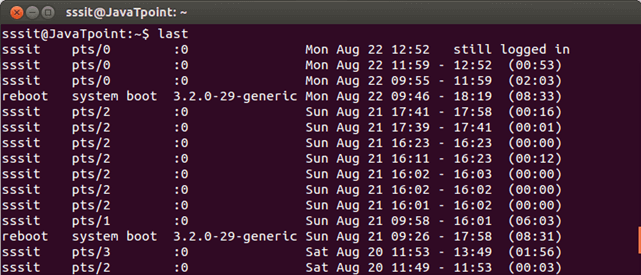 sssit@JavaTpoint: ~
sssit@JavaTpoint:~$ last
sssit    pts/0        :0               Mon Aug 22 12:52   still logged in
sssit    pts/0        :0               Mon Aug 22 11:59 - 12:52  (00:53)
sssit    pts/0        :0               Mon Aug 22 09:55 - 11:59  (02:03)
reboot   system boot  3.2.0-29-generic Mon Aug 22 09:46 - 18:19  (08:33)
sssit    pts/2        :0               Sun Aug 21 17:41 - 17:58  (00:16)
sssit    pts/2        :0               Sun Aug 21 17:39 - 17:41  (00:01)
sssit    pts/2        :0               Sun Aug 21 16:23 - 16:23  (00:00)
sssit    pts/2        :0               Sun Aug 21 16:11 - 16:23  (00:12)
sssit    pts/2        :0               Sun Aug 21 16:02 - 16:03  (00:00)
sssit    pts/2        :0               Sun Aug 21 16:02 - 16:02  (00:00)
sssit    pts/2        :0               Sun Aug 21 16:01 - 16:02  (00:00)
sssit    pts/1        :0               Sun Aug 21 09:58 - 16:01  (06:03)
reboot   system boot  3.2.0-29-generic Sun Aug 21 09:26 - 17:58  (08:31)
sssit    pts/3        :0               Sat Aug 20 11:53 - 13:49  (01:56)
sssit    pts/2        :0               Sat Aug 20 11:49 - 11:53  (00:03)